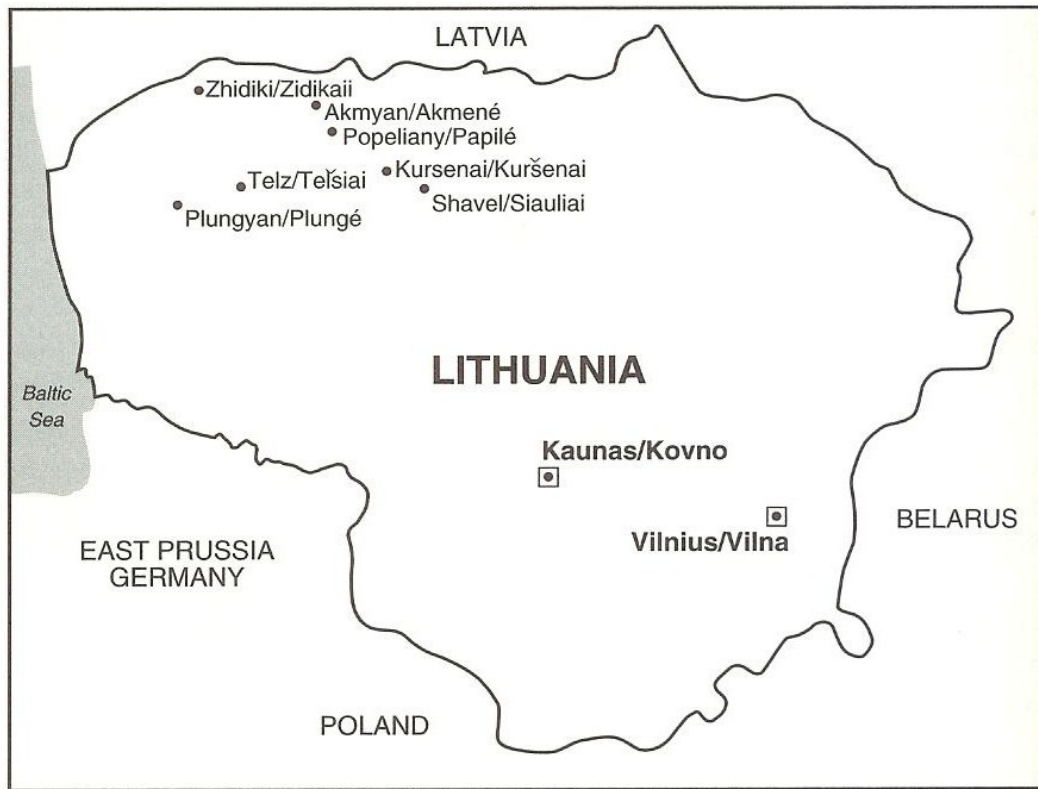 LATVIA
Zhidiki/Zidikaii
Akmyan/Akmené
Popeliany/Papilé
Kursenai/Kuršenai
Telz/Telšiai
Shavel/Siauliai
Plungyan/Plungé
LITHUANIA
Baltic
Sea
Kaunas/Kovno
BELARUS
Vilnius/Vilna
EAST PRUSSIA
GERMANY
POLAND